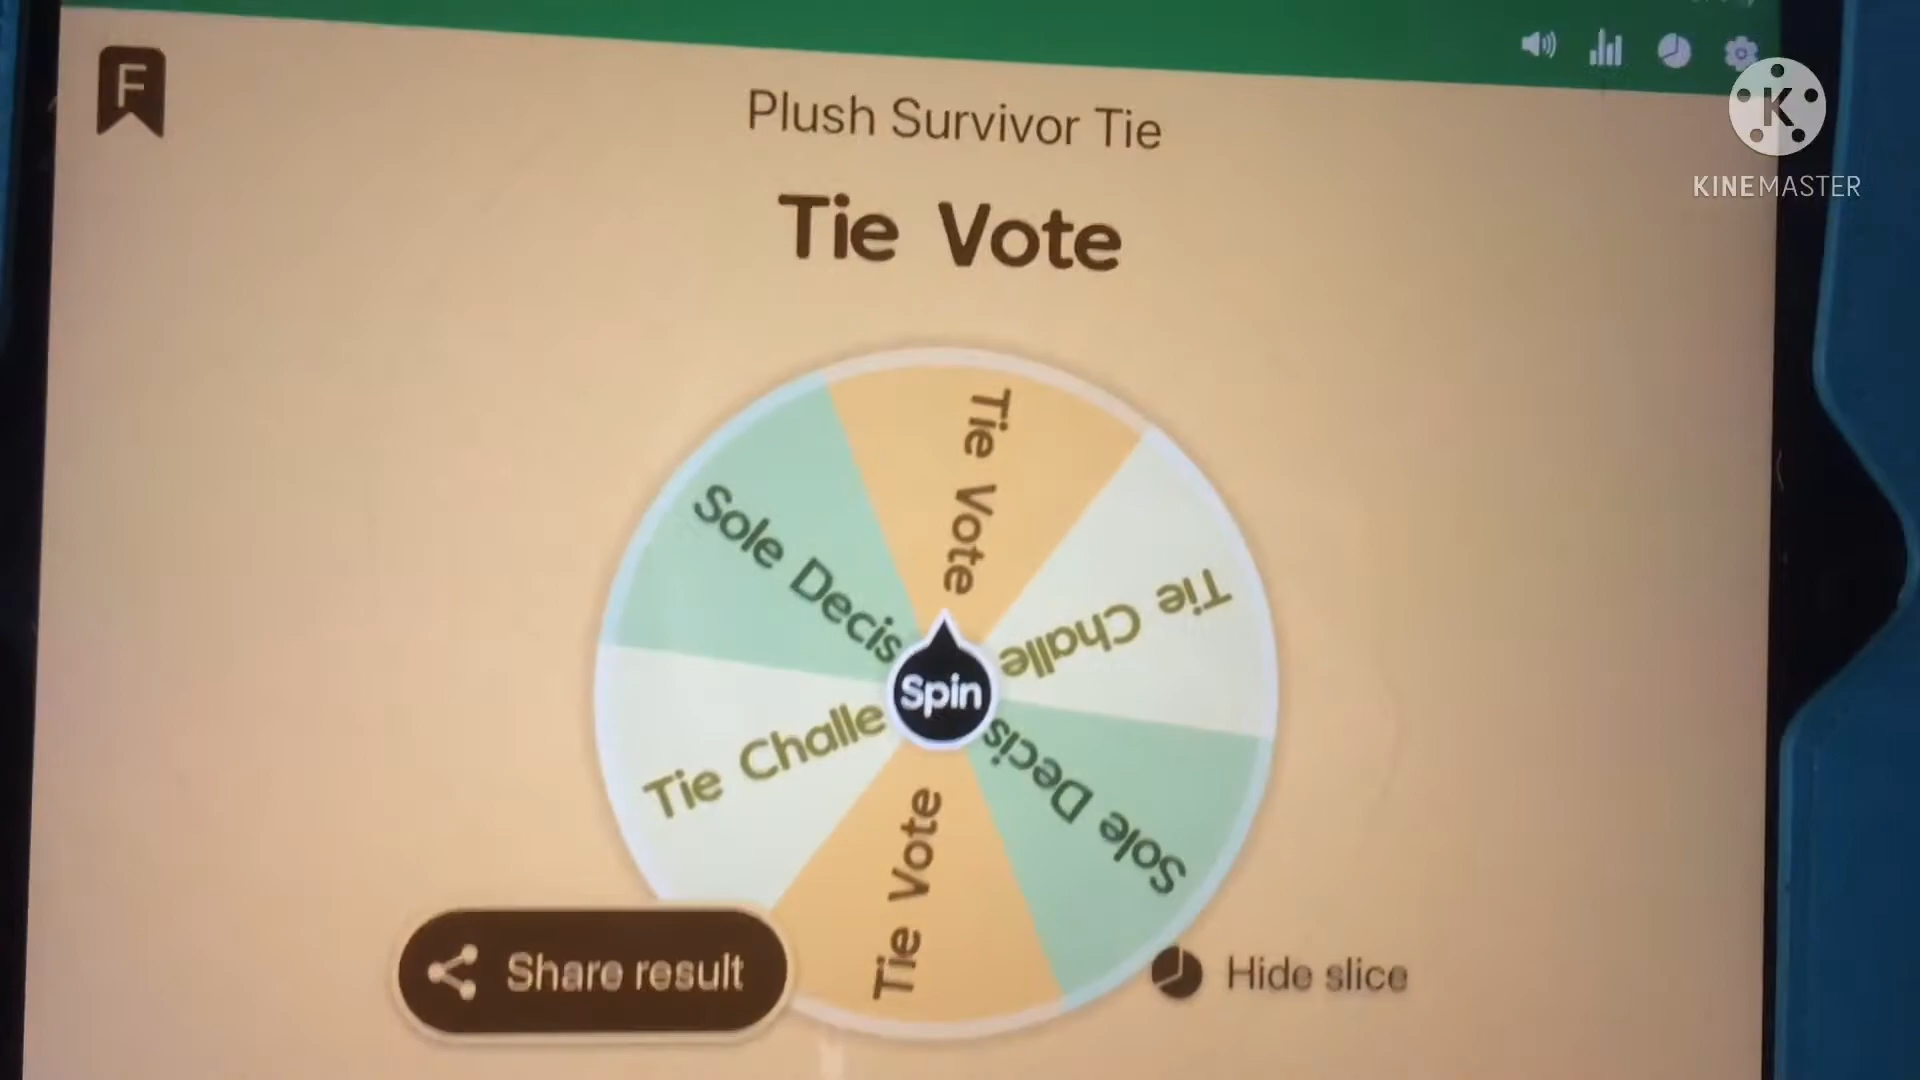 F
K
KINEMASTER
Plush Survivor Tie
Tie Vote
Tie Vote
Sole Decis
Tie Challe
Spin
Tie Challe
Sole Decis
Tie Vote
Share result
Hide slice